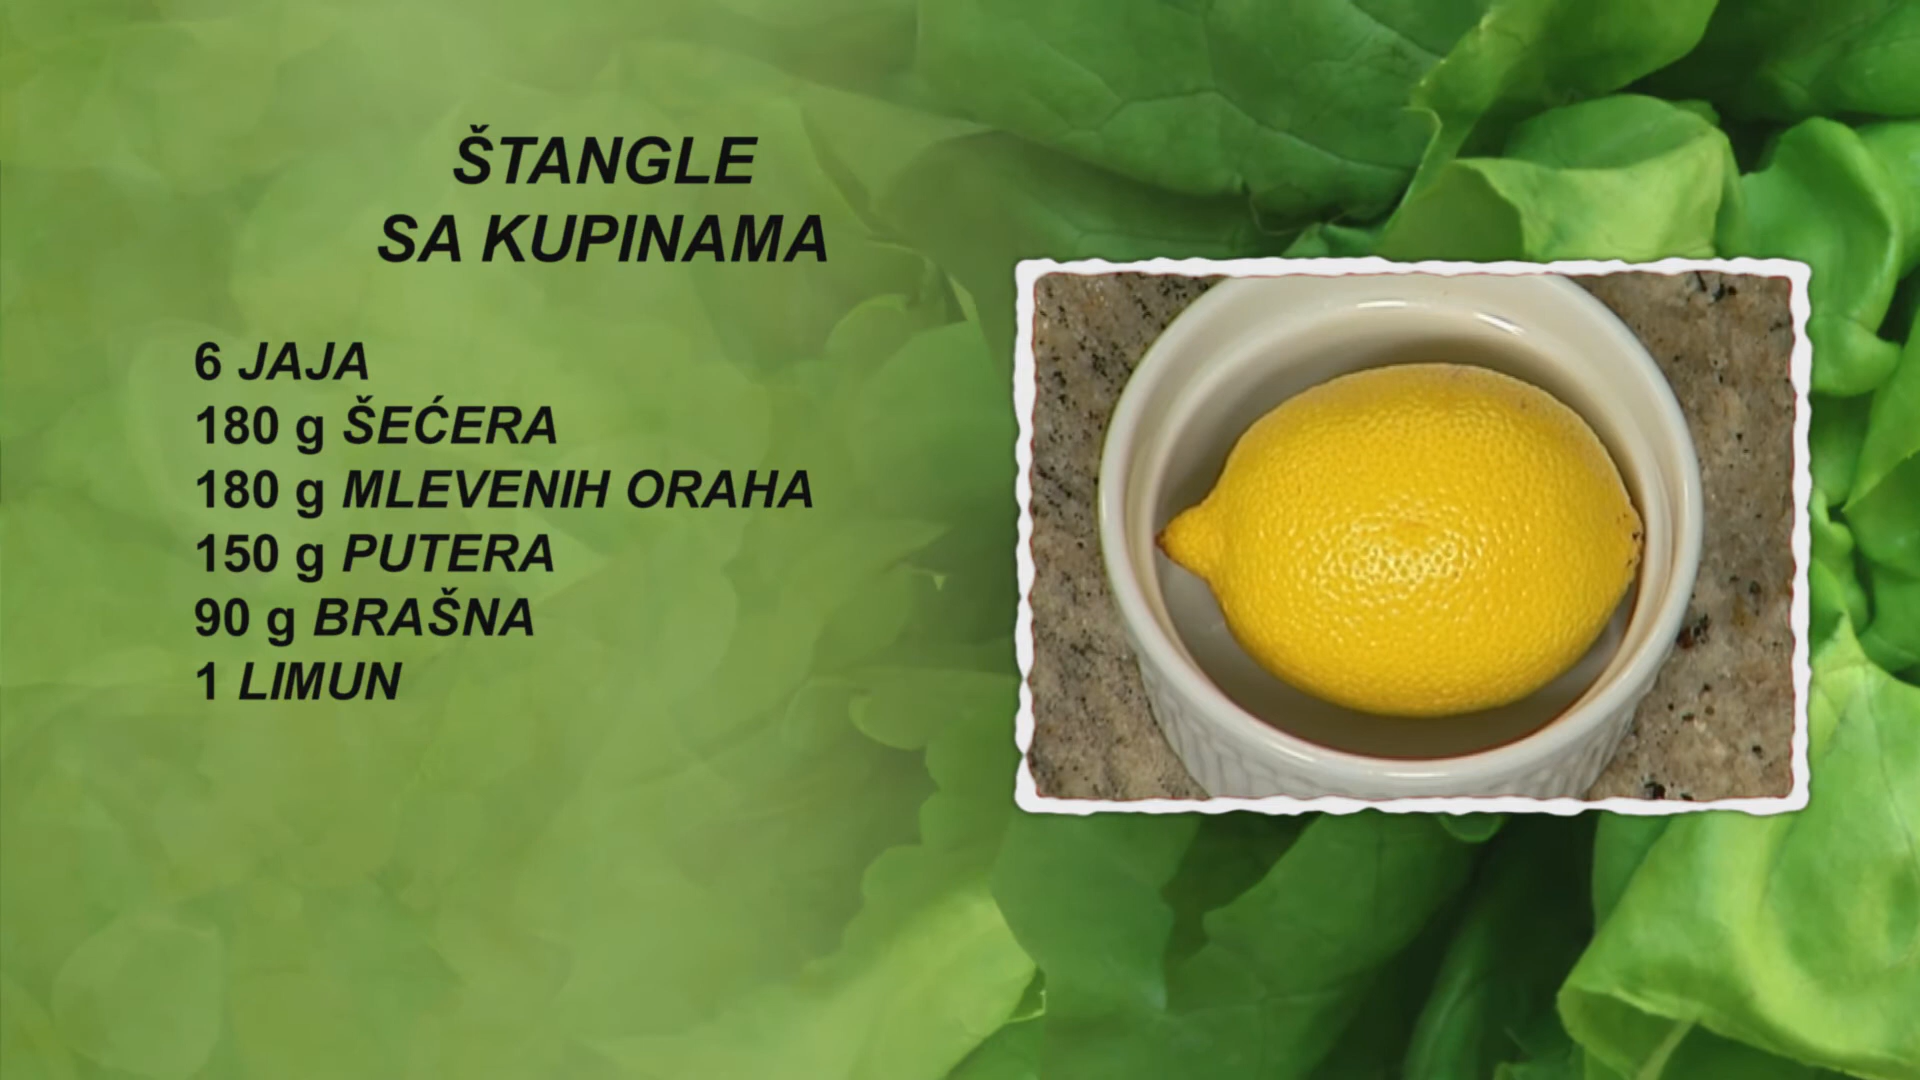 ŠTANGLE
SA KUPINAMA
6 JAJA
180 g ŠEĆERA
180 g MLEVENIH ORAHA
150 g PUTERA
90 g BRAŠNA
1 LIMUN